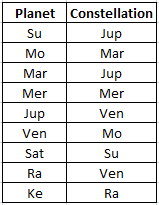 Planet Constellation
Su Jup
Mo Mar
Mar Jup
Mer Mer
Jup Ven
Ven Mo
Sat Su
Ra Ven
Ke Ra